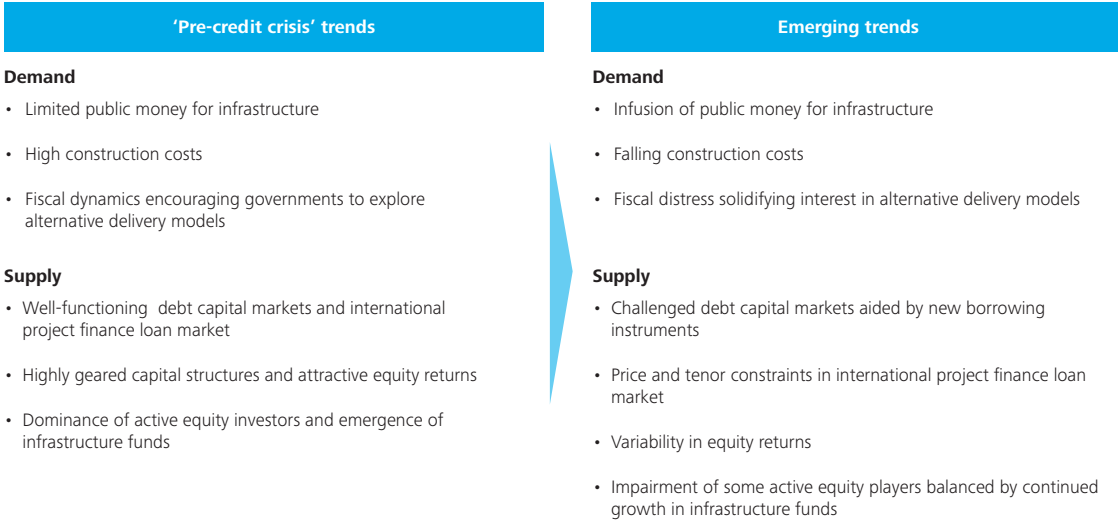 ‘Pre-credit crisis’ trends
Demand
• Limited public money for infrastructure
• High construction costs
• Fiscal dynamics encouraging governments to explore
alternative delivery models
Supply
• Well-functioning debt capital markets and international
project finance loan market
• Highly geared capital structures and attractive equity returns
• Dominance of active equity investors and emergence of
infrastructure funds
Emerging trends
Demand
• Infusion of public money for infrastructure
• Falling construction costs
• Fiscal distress solidifying interest in alternative delivery models
Supply
• Challenged debt capital markets aided by new borrowing
instruments
• Price and tenor constraints in international project finance loan
market
• Variability in equity returns
• Impairment of some active equity players balanced by continued
growth in infrastructure funds